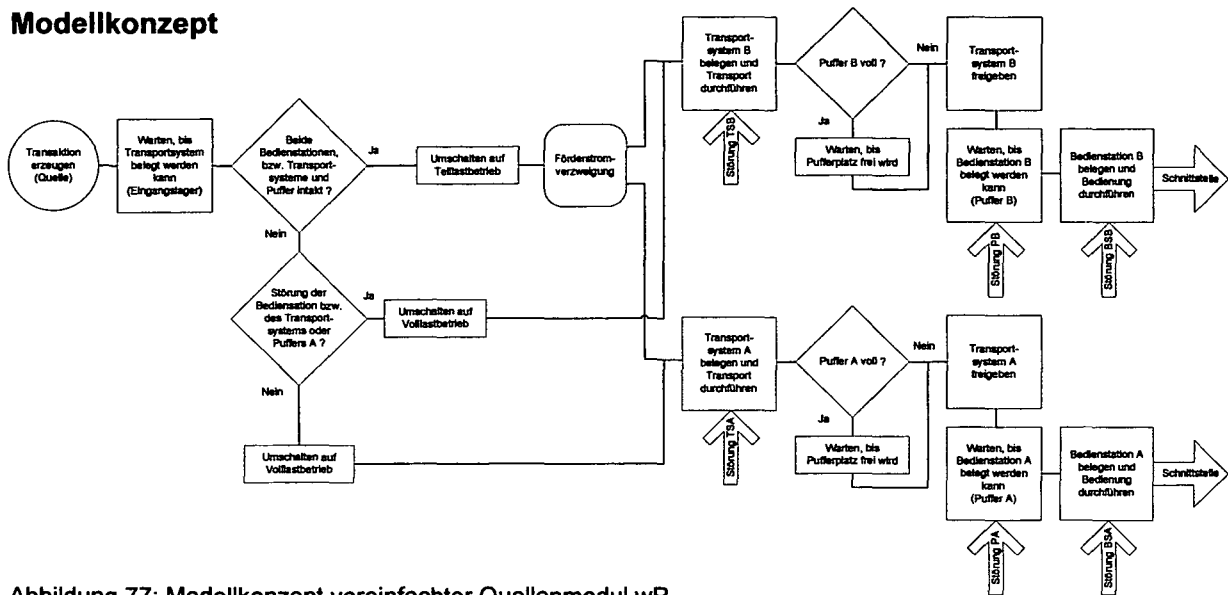 Modellkonzept
Transaktion
erzeugen
(Quelle)
Warten, bis
Transportsystem
belegt werden
kann
(Eingangslager)
Beide
Bedienstationen,
bzw. Transport-
systeme und
Puffer intakt ?
Ja
Umschalten auf
Teillastbetrieb
Förderstrom-
verzweigung
Nein
Störung der
Bediensation bzw.
des Transport-
systems oder
Puffers A ?
Ja
Umschalten auf
Volllastbetrieb
Nein
Umschalten auf
Volllastbetrieb
Transport-
system B
belegen und
Transport
durchführen
Störung TSB
Puffer B voll ?
Nein
Ja
Warten, bis
Pufferplatz frei wird
Transport-
system B
freigeben
Warten, bis
Bedienstation B
belegt werden
kann
(Puffer B)
Störung PB
Bedienstation B
belegen und
Bedienung
durchführen
Störung BSB
Schnittstelle
Transport-
system A
belegen und
Transport
durchführen
Störung TSA
Puffer A voll ?
Nein
Ja
Warten, bis
Pufferplatz frei wird
Transport-
system A
freigeben
Warten, bis
Bedienstation A
belegt werden
kann
(Puffer A)
Störung PA
Bedienstation A
belegen und
Bedienung
durchführen
Störung BSA
Schnittstelle
Abbildung 77: Modellkonzept vereinfachter Quellenmodul wP